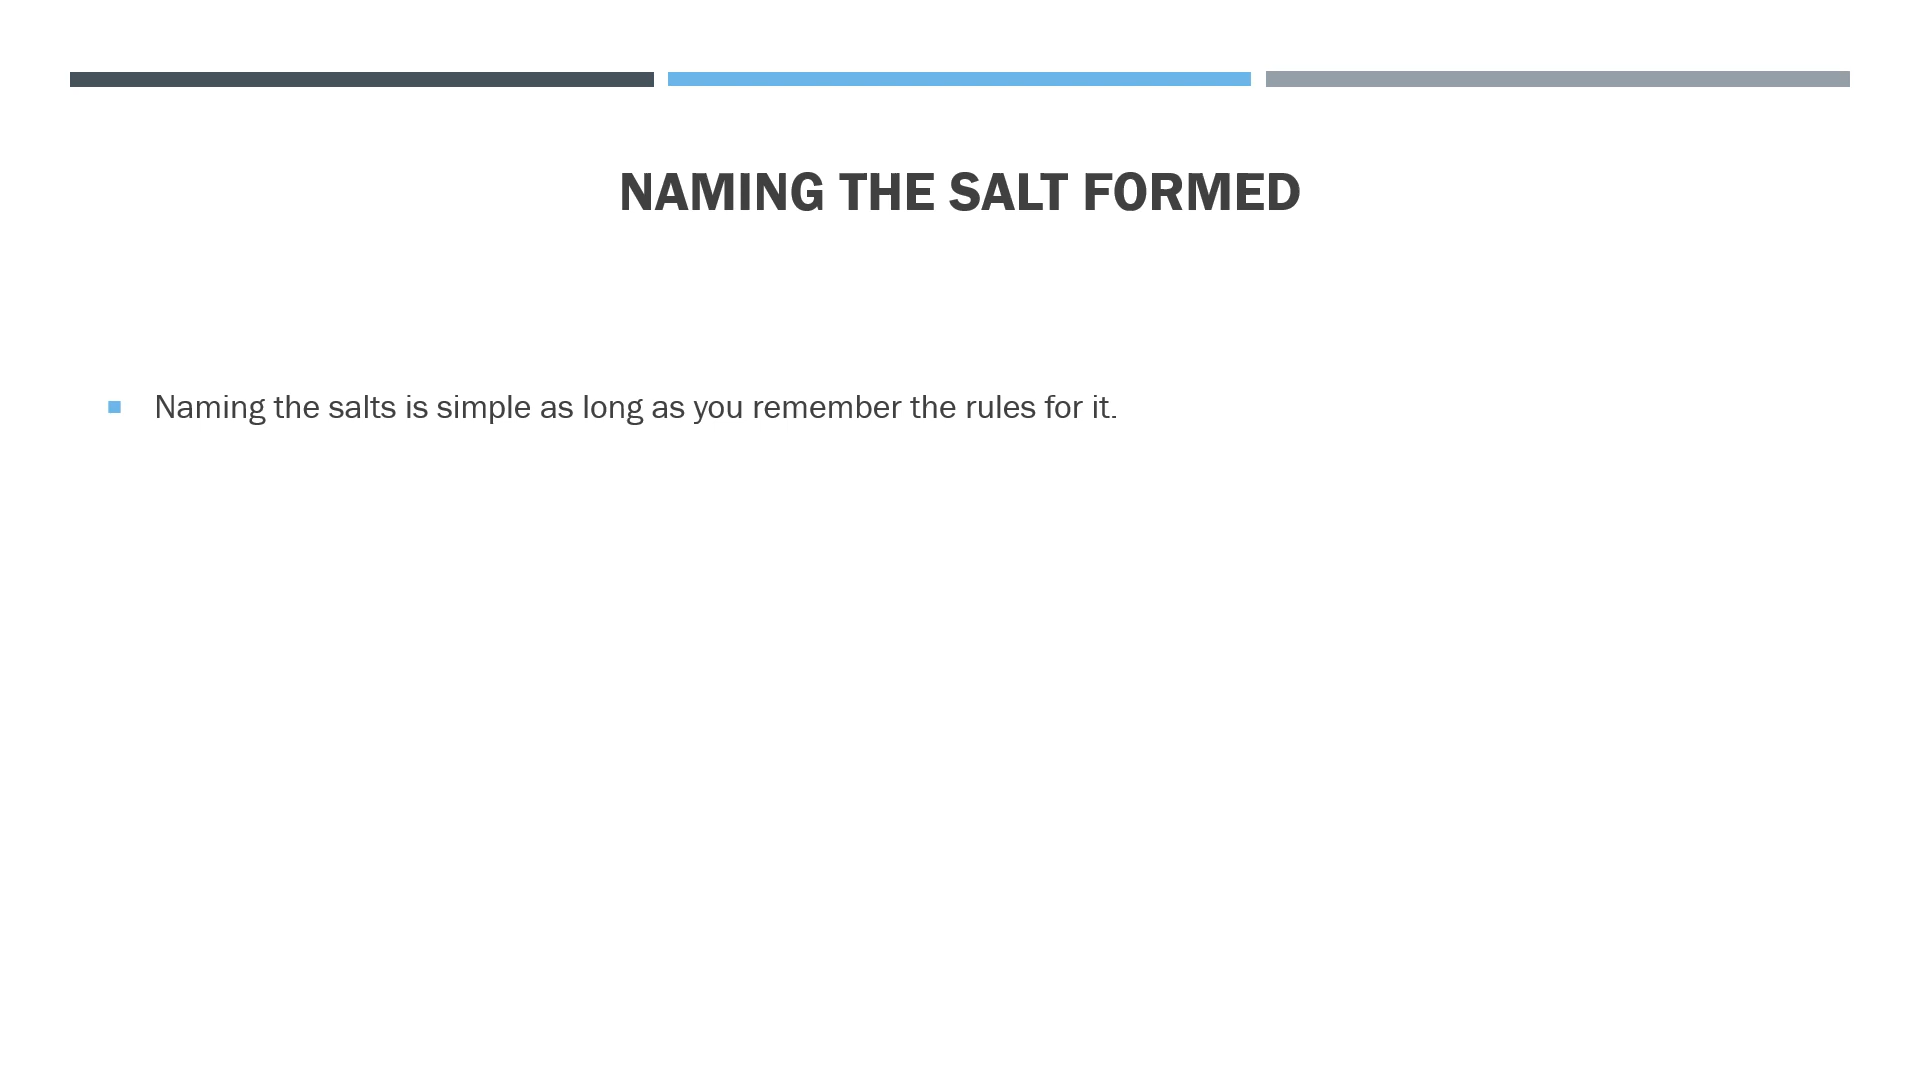 NAMING THE SALT FORMED
Naming the salts is simple as long as you remember the rules for it.